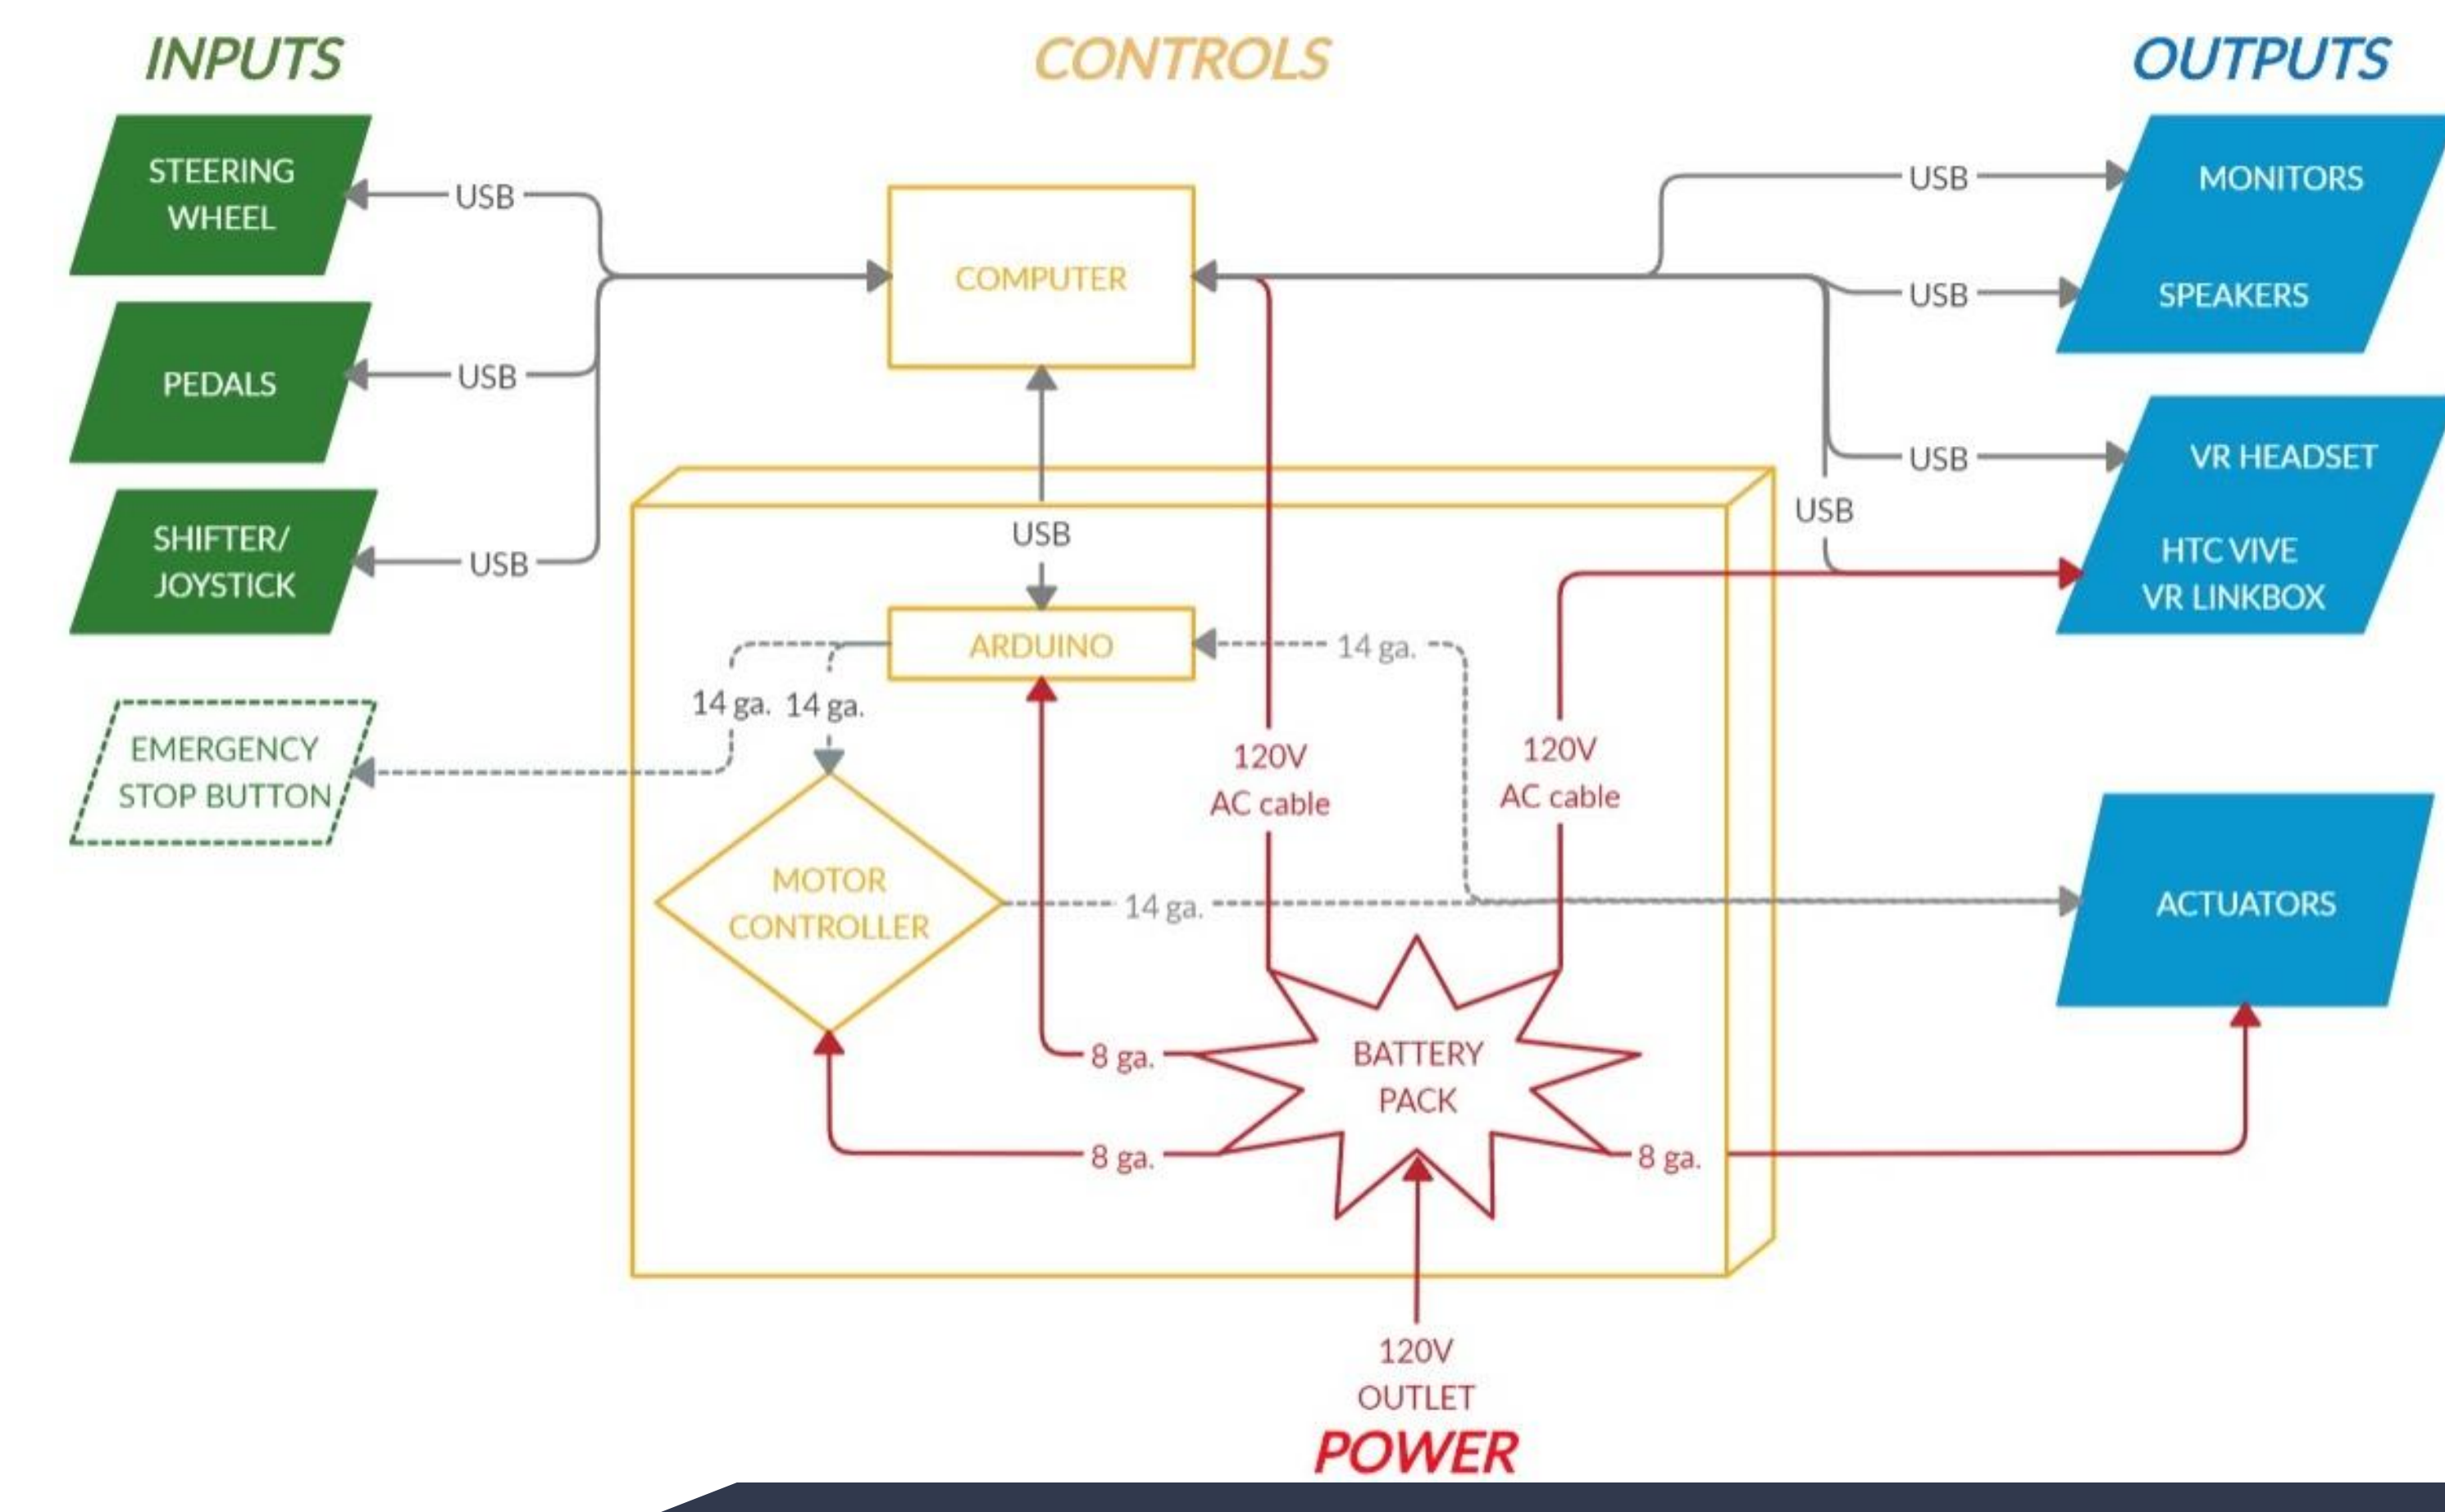 INPUTS
CONTROLS
OUTPUTS
STEERING
WHEEL
USB
PEDALS
USB
SHIFTER/
JOYSTICK
USB
EMERGENCY
STOP BUTTON
COMPUTER
USB
ARDUINO
14 ga.
14 ga.
14 ga.
MOTOR
CONTROLLER
14 ga.
120V
AC cable
120V
AC cable
BATTERY
PACK
8 ga.
8 ga.
8 ga.
USB
MONITORS
USB
SPEAKERS
USB
VR HEADSET
USB
HTC VIVE
VR LINKBOX
ACTUATORS
120V
OUTLET
POWER